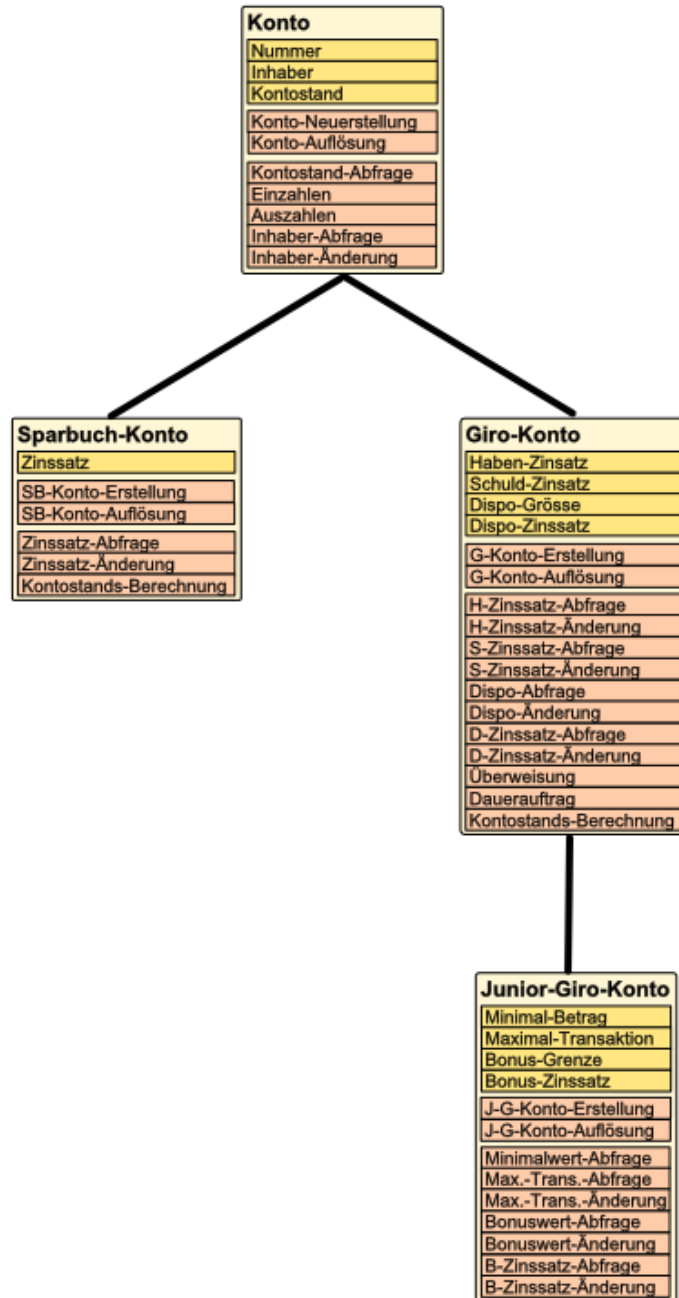 Konto
Nummer
Inhaber
Kontostand
Konto-Neuerstellung
Konto-Auflösung
Kontostand-Abfrage
Einzahlen
Auszahlen
Inhaber-Abfrage
Inhaber-Änderung
Sparbuch-Konto
Zinssatz
SB-Konto-Erstellung
SB-Konto-Auflösung
Zinssatz-Abfrage
Zinssatz-Änderung
Kontostands-Berechnung
Giro-Konto
Haben-Zinsatz
Schuld-Zinsatz
Dispo-Grösse
Dispo-Zinssatz
G-Konto-Erstellung
G-Konto-Auflösung
H-Zinssatz-Abfrage
H-Zinssatz-Änderung
S-Zinssatz-Abfrage
S-Zinssatz-Änderung
Dispo-Abfrage
Dispo-Änderung
D-Zinssatz-Abfrage
D-Zinssatz-Änderung
Überweisung
Dauerauftrag
Kontostands-Berechnung
Junior-Giro-Konto
Minimal-Betrag
Maximal-Transaktion
Bonus-Grenze
Bonus-Zinssatz
J-G-Konto-Erstellung
J-G-Konto-Auflösung
Minimalwert-Abfrage
Max.-Trans.-Abfrage
Max.-Trans.-Änderung
Bonuswert-Abfrage
Bonuswert-Änderung
B-Zinssatz-Abfrage
B-Zinssatz-Änderung